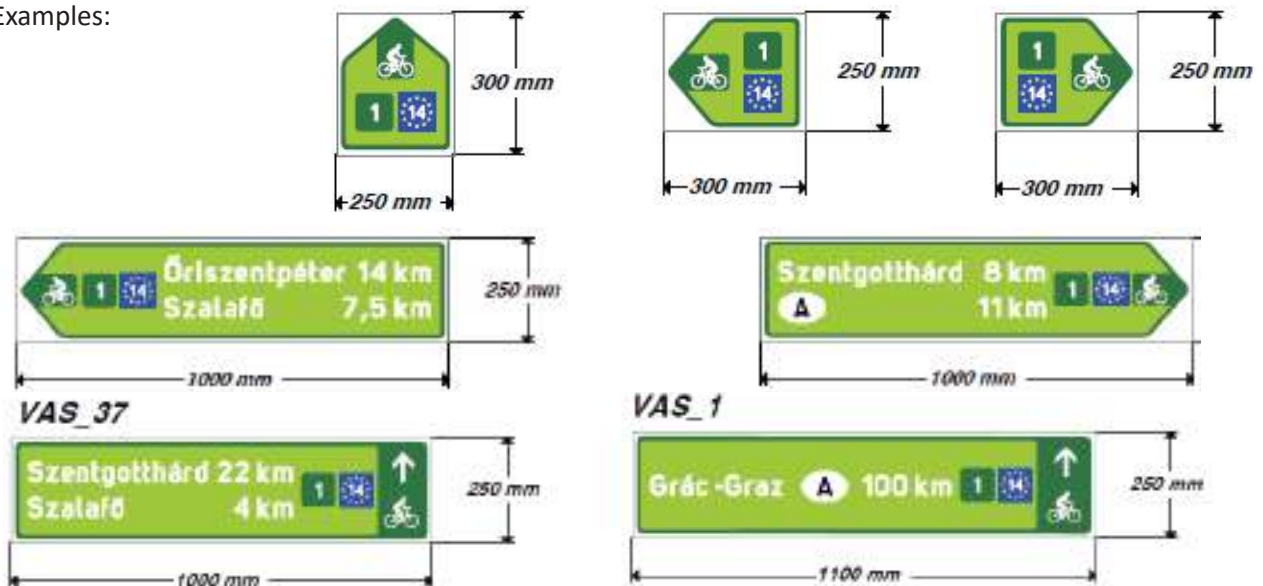 Examples:
1 14
300 mm
250 mm
1
14
250 mm
300 mm
1
14
250 mm
300 mm
1 14 Őriszentpéter 14 km
Szalafő 7,5 km
250 mm
1000 mm
Szentgotthárd 8 km
A 11 km
1 14
250 mm
1000 mm
VAS_37
Szentgotthárd 22 km
Szalafő 4 km
1 14
250 mm
1000 mm
VAS_1
Grác -Graz A 100 km 1 14
250 mm
1100 mm